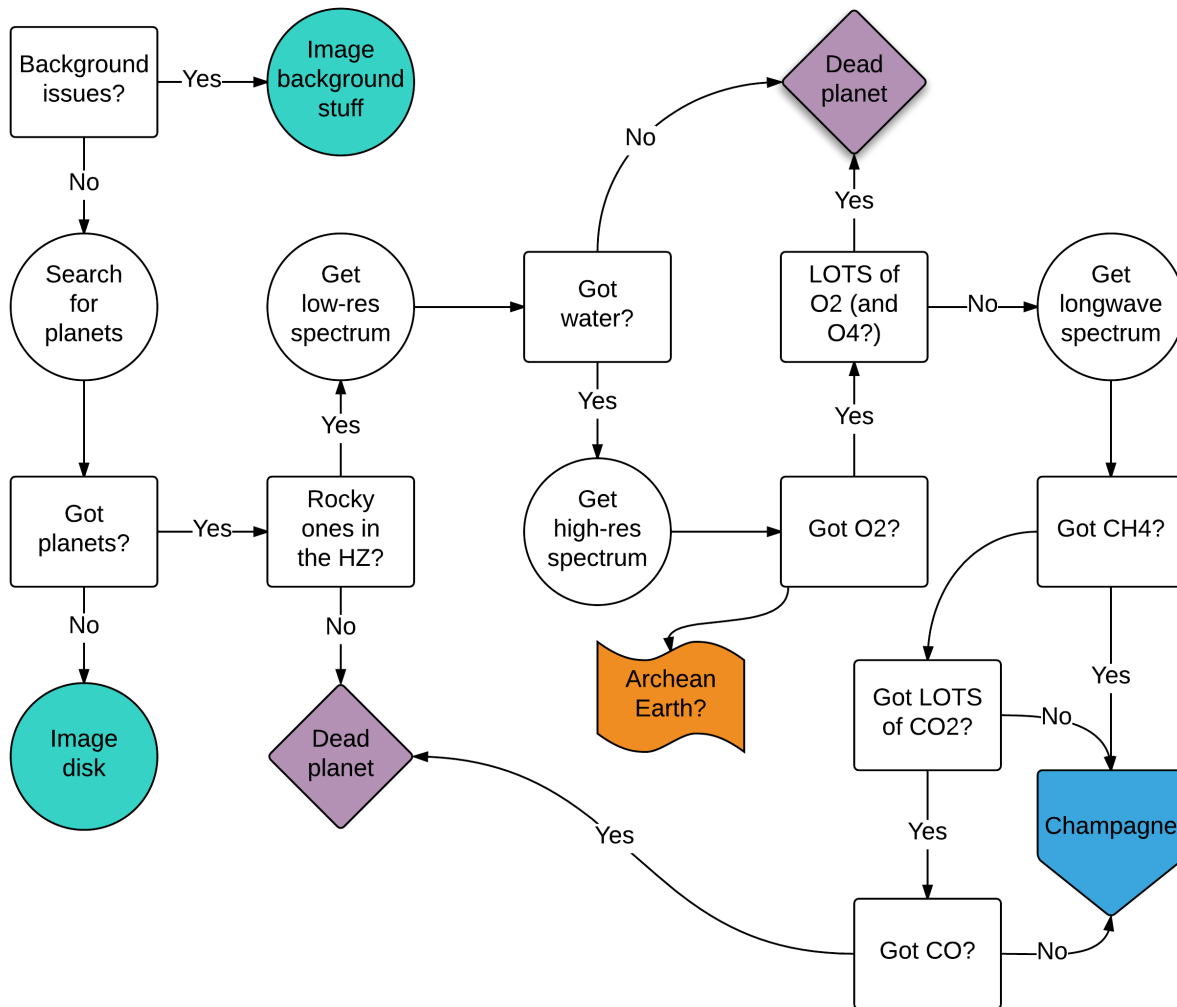 Background
issues?
Yes
Image
background
stuff
No
Search
for
planets
Got
planets?
Yes
No
Image
disk
Rocky
ones in
the HZ?
Yes
No
Dead
planet
Get
low-res
spectrum
Got
water?
No
Dead
planet
Yes
Get
high-res
spectrum
Got O2?
Archean
Earth?
Yes
LOTS of
O2 (and
O4?)
Yes
No
Get
longwave
spectrum
Got CH4?
Yes
Got LOTS
of CO2?
No
Champagne
Yes
Got CO?
Yes
No